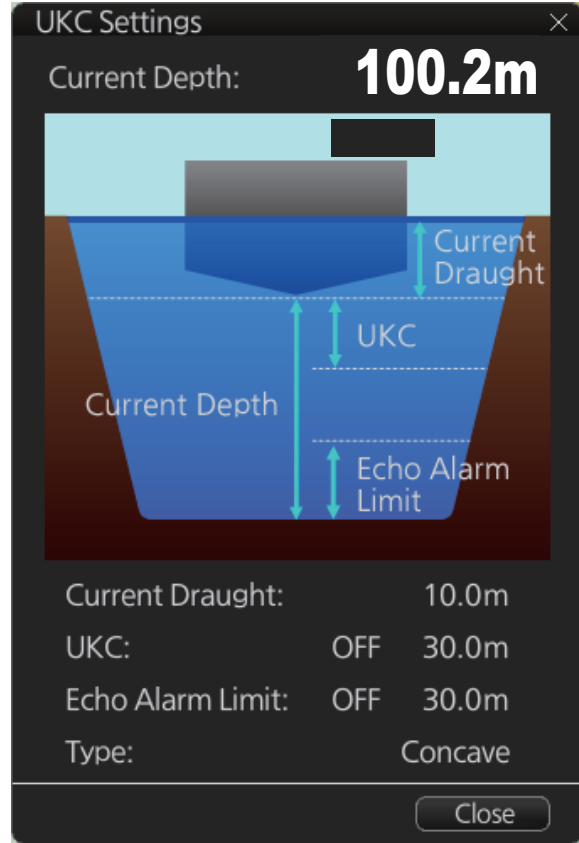 UKC Settings
Current Depth: 100.2m
Current
Draught
UKC
Current Depth
Echo Alarm
Limit
Current Draught: 10.0m
UKC: OFF 30.0m
Echo Alarm Limit: OFF 30.0m
Type: Concave
Close